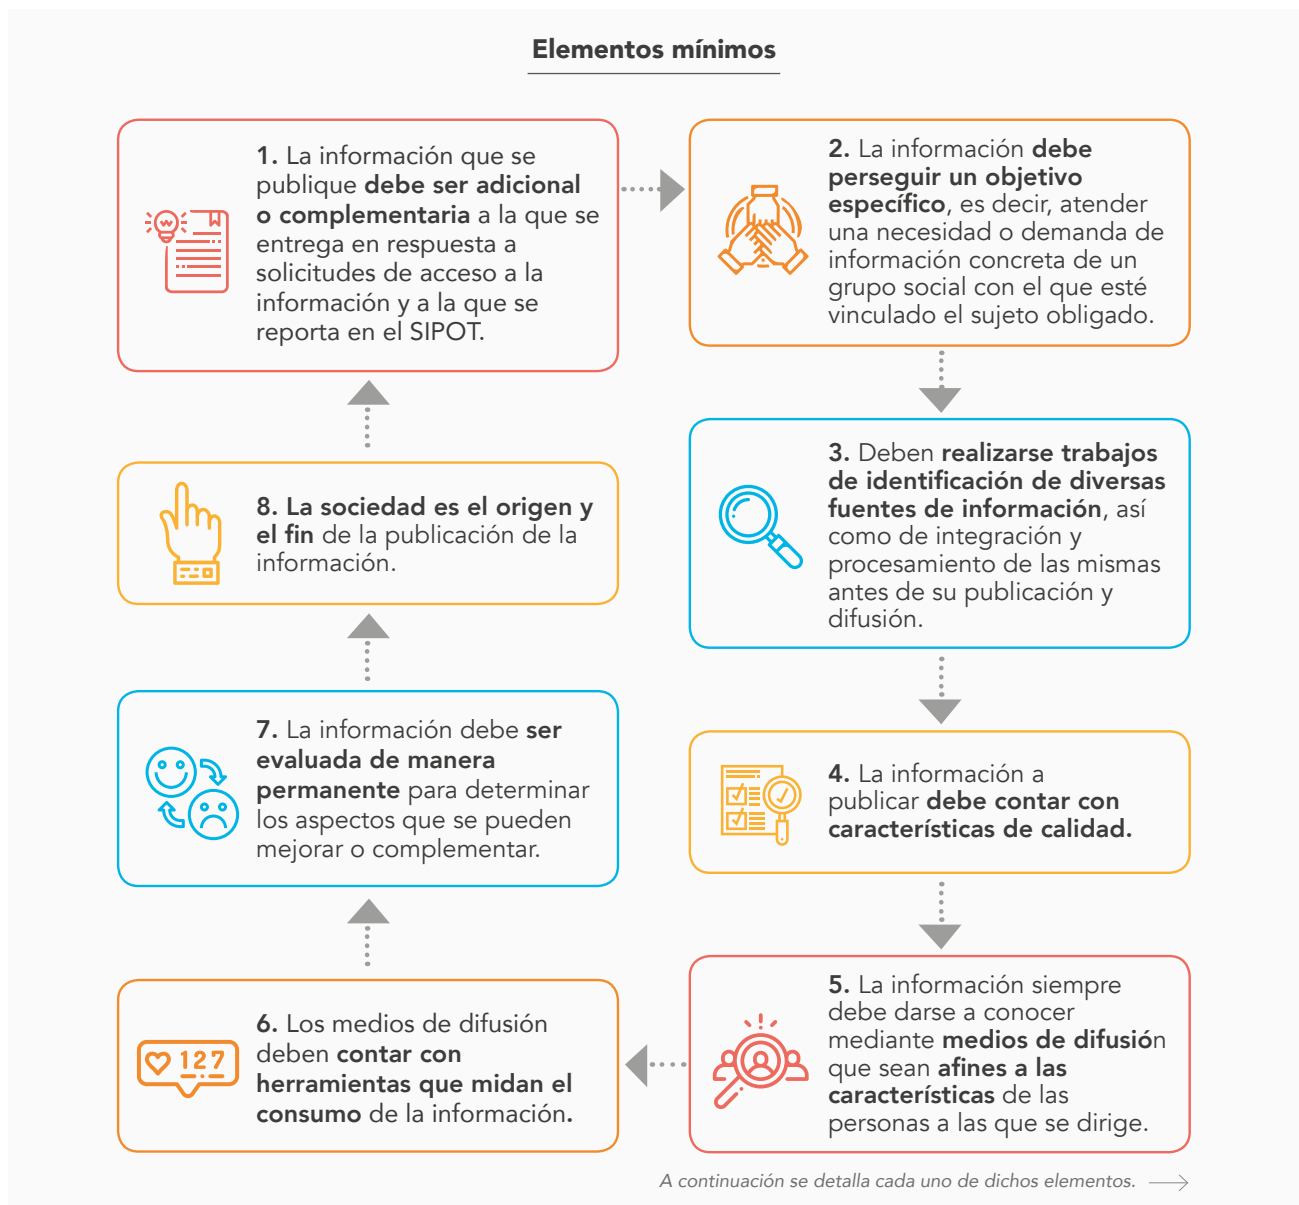 Elementos mínimos
1. La información que se
publique debe ser adicional
o complementaria a la que se
entrega en respuesta a
solicitudes de acceso a la
información y a la que se
reporta en el SIPOT.
2. La información debe
perseguir un objetivo
específico, es decir, atender
una necesidad o demanda de
información concreta de un
grupo social con el que esté
vinculado el sujeto obligado.
3. Deben realizarse trabajos
de identificación de diversas
fuentes de información, así
como de integración y
procesamiento de las mismas
antes de su publicación y
difusión.
4. La información a
publicar debe contar con
características de calidad.
5. La información siempre
debe darse a conocer
mediante medios de difusión
que sean afines a las
características de las
personas a las que se dirige.
127
6. Los medios de difusión
deben contar con
herramientas que midan el
consumo de la información.
7. La información debe ser
evaluada de manera
permanente para determinar
los aspectos que se pueden
mejorar o complementar.
8. La sociedad es el origen y
el fin de la publicación de la
información.
A continuación se detalla cada uno de dichos elementos.